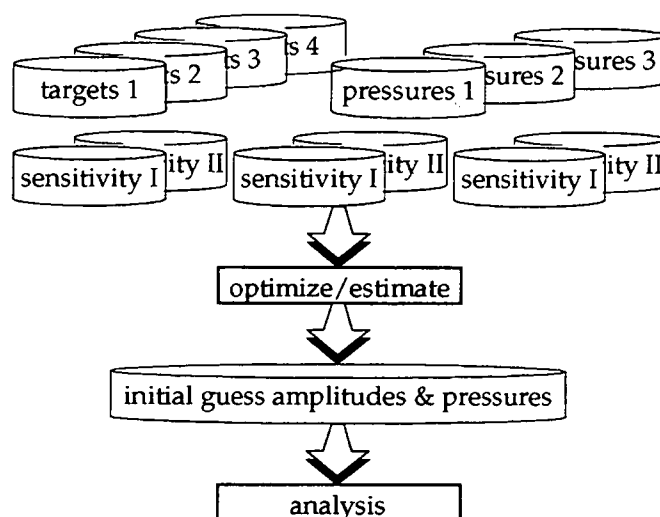 ts 4
ts 3
ts 2
targets 1
sures 3
sures 2
pressures 1
ity II
sensitivity I
ity II
sensitivity I
ity II
sensitivity I
optimize/estimate
initial guess amplitudes & pressures
analysis